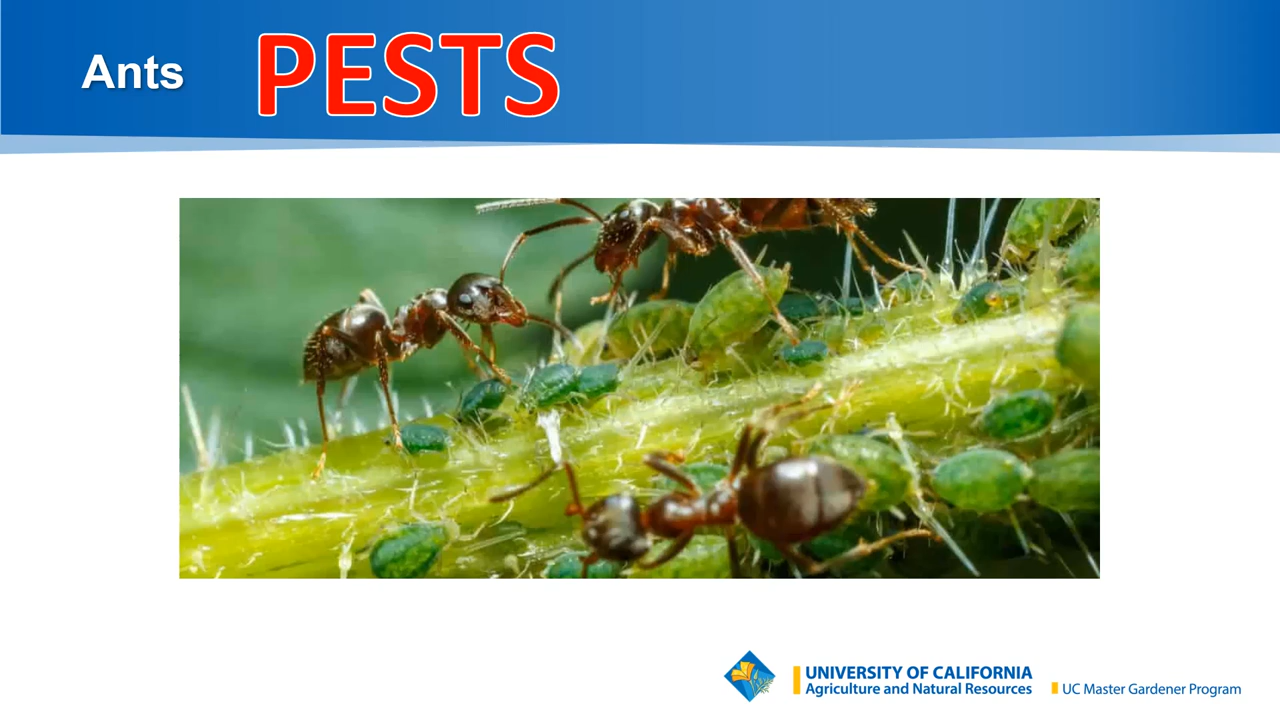 Ants
PESTS
UNIVERSITY OF CALIFORNIA
Agriculture and Natural Resources
UC Master Gardener Program